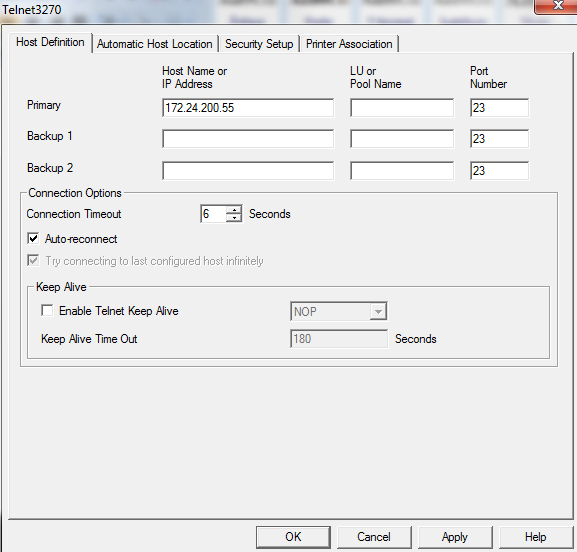 Telnet3270
Host Definition Automatic Host Location Security Setup Printer Association
Host Name or LU or Port
IP Address Pool Name Number
Primary 172.24.200.55 23
Backup 1 23
Backup 2 23
Connection Options
Connection Timeout 6 Seconds
Auto-reconnect
Try connecting to last configured host infinitely
Keep Alive
Enable Telnet Keep Alive NOP
Keep Alive Time Out 180 Seconds
OK Cancel Apply Help